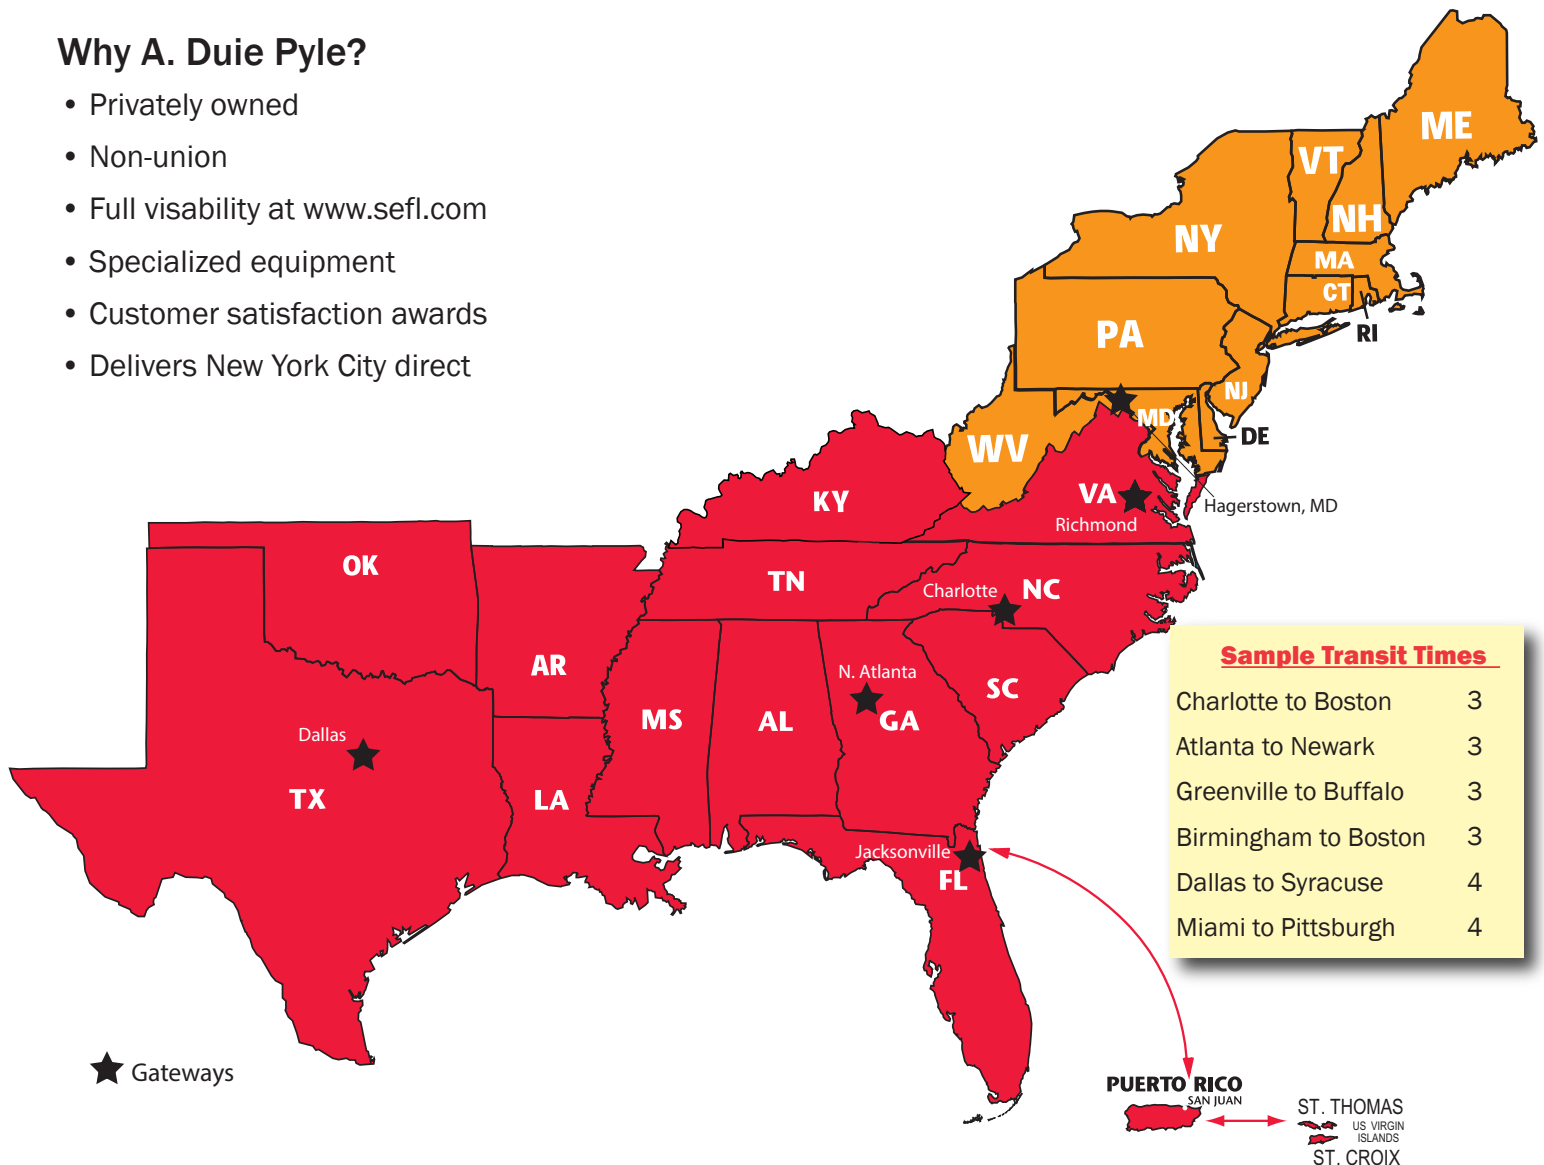 Why A. Duie Pyle?
• Privately owned
• Non-union
• Full visability at www.sefl.com
• Specialized equipment
• Customer satisfaction awards
• Delivers New York City direct
ME
VT
NH
NY
MA
CT
RI
PA
NJ
MD
DE
WV
VA
Richmond
Hagerstown, MD
KY
OK
TN
Charlotte
NC
AR
N. Atlanta
SC
MS
AL
GA
Dallas
TX
LA
Jacksonville
FL
Sample Transit Times
Charlotte to Boston 3
Atlanta to Newark 3
Greenville to Buffalo 3
Birmingham to Boston 3
Dallas to Syracuse 4
Miami to Pittsburgh 4
Gateways
PUERTO RICO
SAN JUAN
ST. THOMAS
US VIRGIN
ISLANDS
ST. CROIX